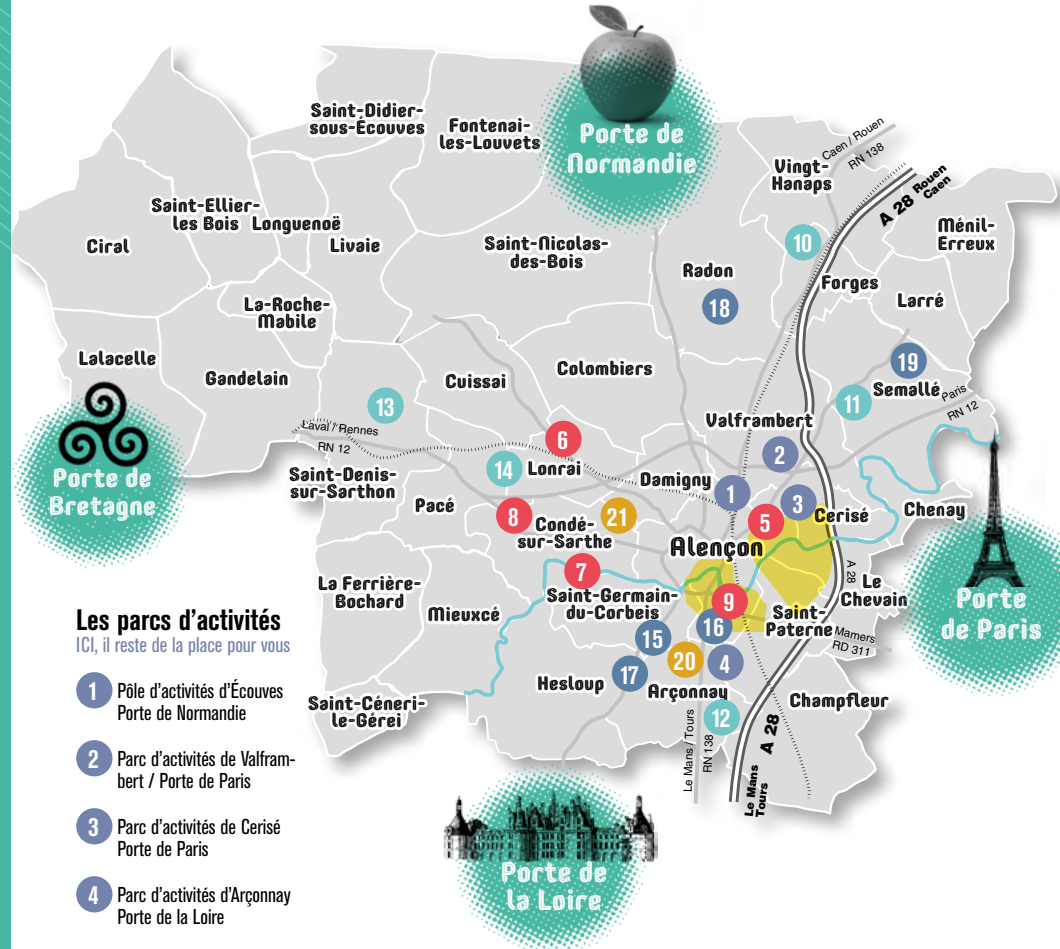 Porte de
Normandie
Saint-Didier-
sous-Écouves
Fontenai-
les-Louvets
Caen / Rouen
RN 138
Vingt-
Hanaps
A 28 Rouen
Caen
Saint-Ellier-
les Bois
Longuenoë
Ciral
Livaie
Saint-Nicolas-
des-Bois
10
Ménil-
Erreux
Radon
18
Forges
Larré
La-Roche-
Mabile
Lalacelle
Gandelain
Cuissai
Colombiers
19
Semallé
Paris
RN 12
13
11
Valframbert
Laval / Rennes
RN 12
6
2
Porte de
Bretagne
Saint-Denis-
sur-Sarthon
14
Lonrai
Damigny
1
3
Pacé
8
Condé-
sur-Sarthe
21
5
Cerisé
Chenay
Alençon
7
A 28
Le
Chevain
La Ferrière-
Bochard
Mieuxcé
Saint-Germain-
du-Corbeis
9
Saint-
Paterne
Porte
de Paris
16
15
Mamers
RD 311
20
4
17
Hesloup
Arçonnay
Champfleur
Saint-Céneri-
le-Gérei
12
Le Mans / Tours
RN 138
A 28
Le Mans
Tours
Porte de
la Loire
Les parcs d'activités
ICI, il reste de la place pour vous
1 Pôle d'activités d'Écouves
Porte de Normandie
2 Parc d'activités de Valfram-
bert / Porte de Paris
3 Parc d'activités de Cerisé
Porte de Paris
4 Parc d'activités d'Arçonnay
Porte de la Loire